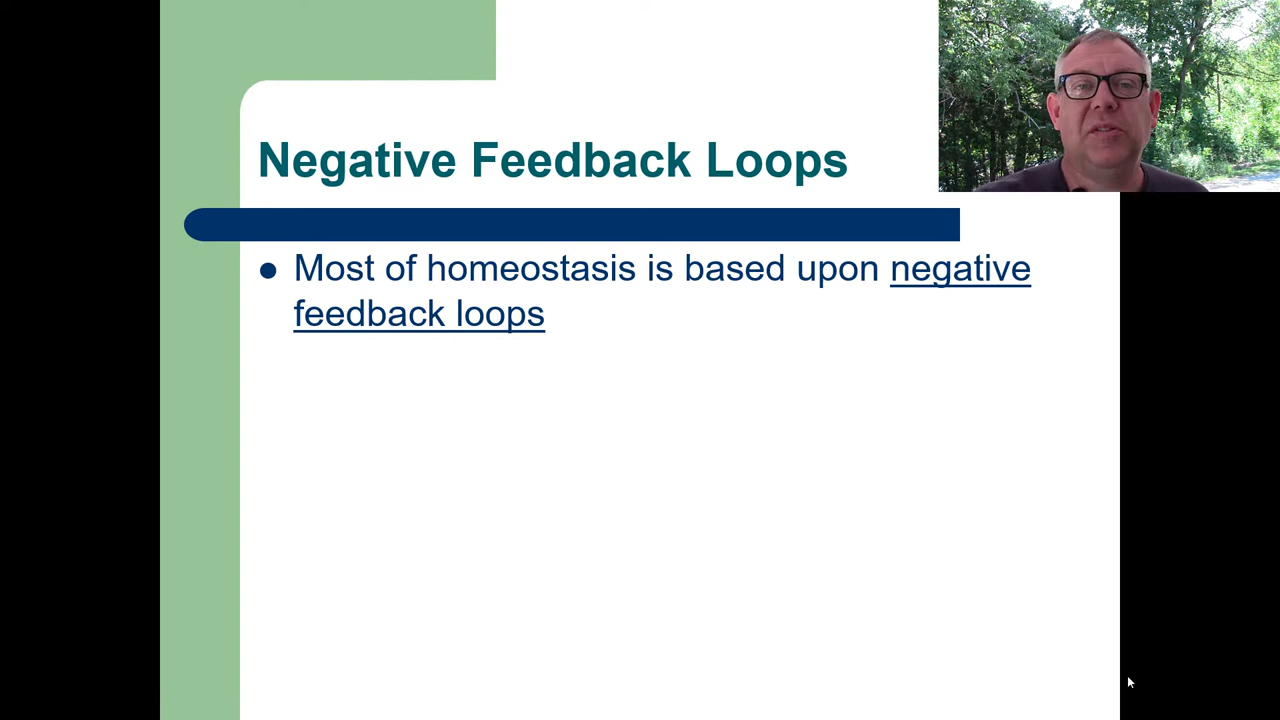 Negative Feedback Loops
Most of homeostasis is based upon negative
feedback loops